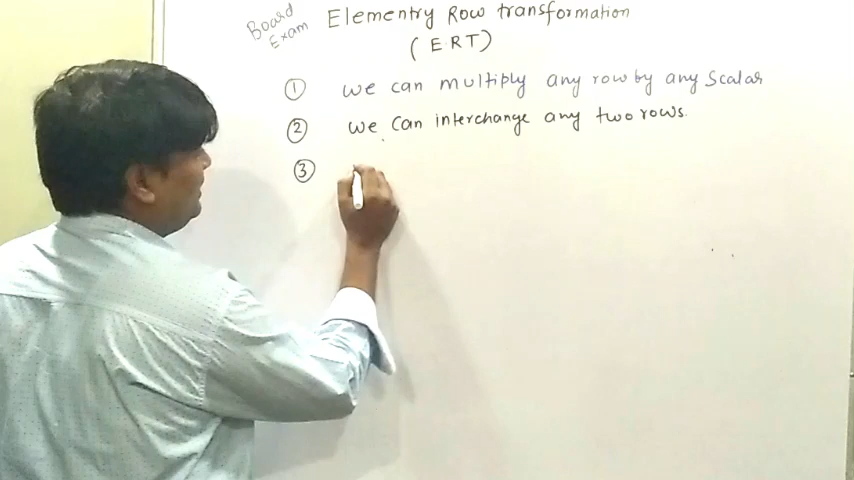 Board
Exam
Elementry Row transformation
(E.R.T)
① we can multiply any row by any Scalar
② we can interchange any two rows.
③